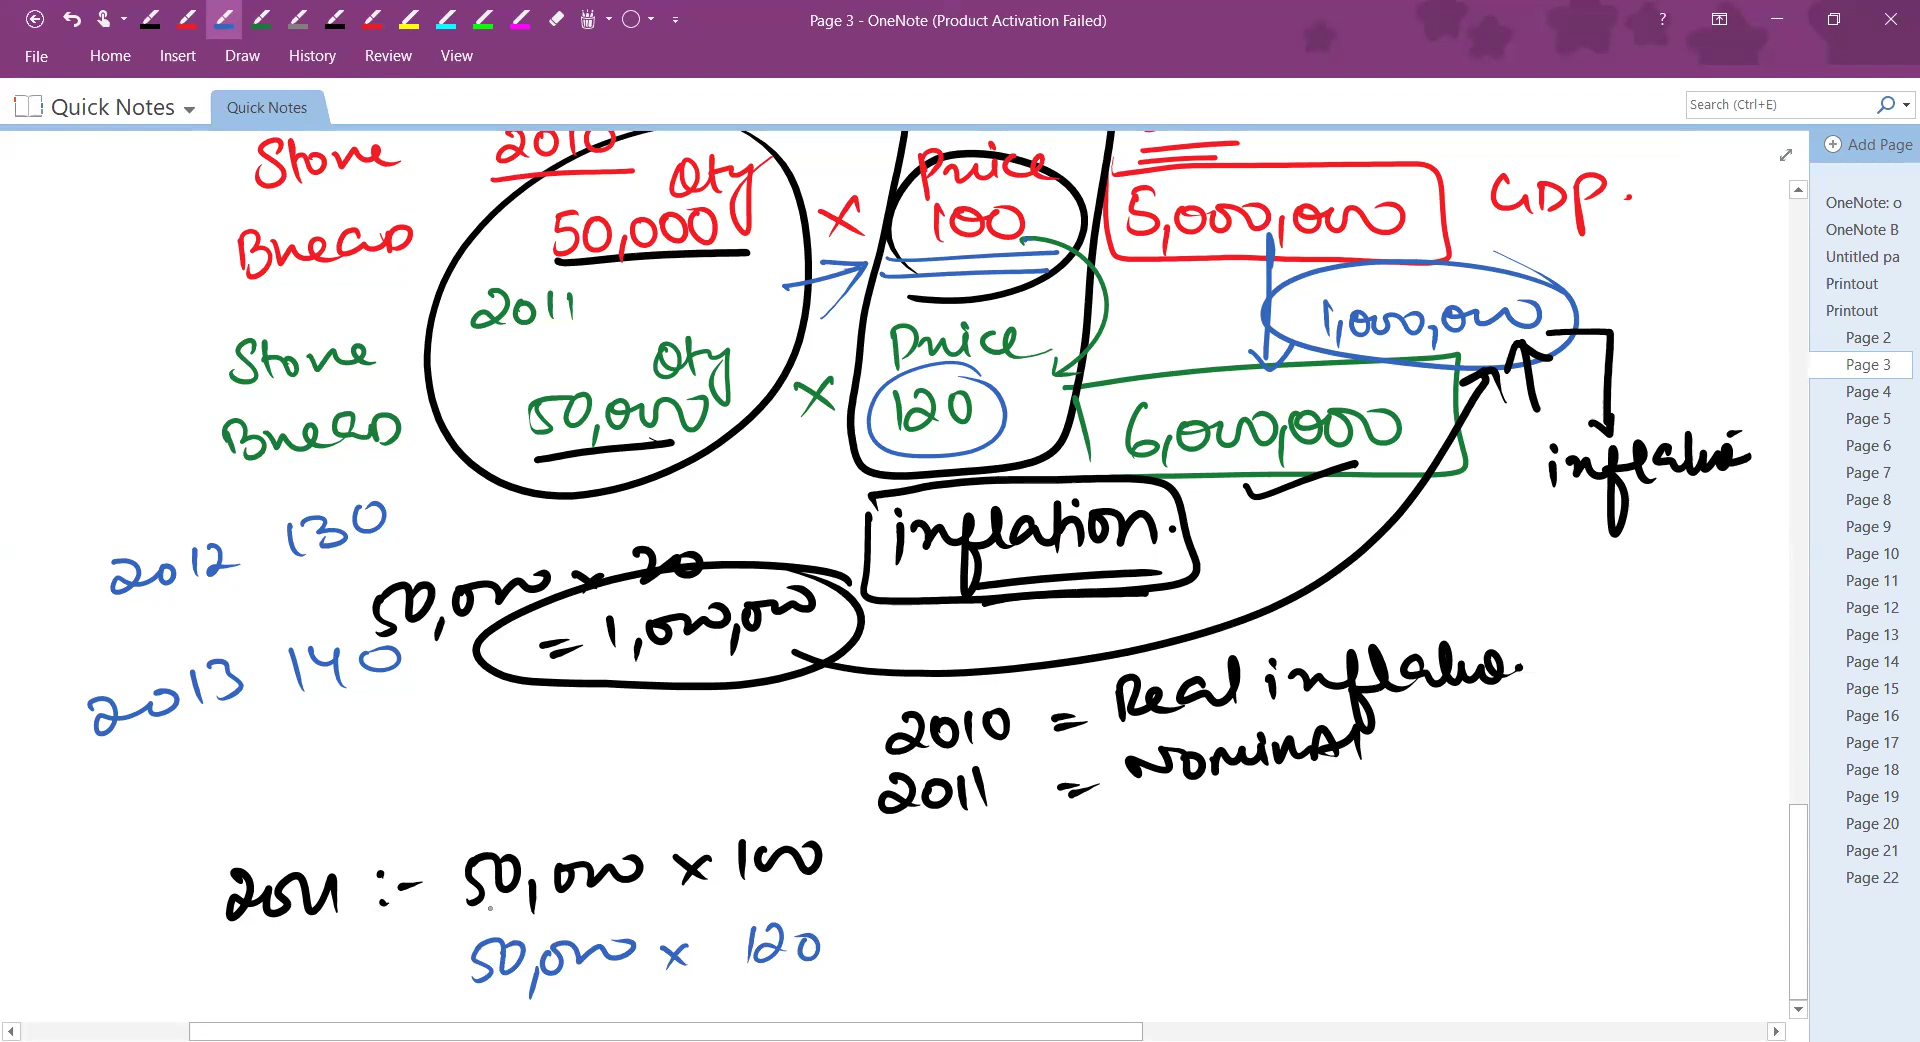 Page 3 - OneNote (Product Activation Failed)
?
File Home Insert Draw History Review View
Quick Notes
Quick Notes
Search (Ctrl+E)
Add Page
OneNote: o
OneNote B
Untitled pa
Printout
Printout
Page 2
Page 3
Page 4
Page 5
Page 6
Page 7
Page 8
Page 9
Page 10
Page 11
Page 12
Page 13
Page 14
Page 15
Page 16
Page 17
Page 18
Page 19
Page 20
Page 21
Page 22
Store 2010 Qty Price
Bread 50,000 x 100 5,000,000 GDP.
2011 1,000,000
Store Qty Price
Bread 50,000 x 120 6,000,000
inflation
inflation.
2012 130
50,000 x 20
= 1,000,000
2013 140
2010 = Real inflation.
2011 = Nominal
2011 :- 50,000 x 100
50,000 x 120